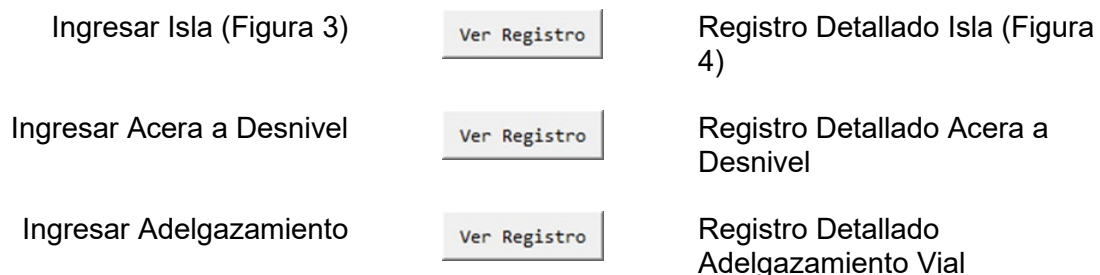 Ingresar Isla (Figura 3)
Ver Registro
Registro Detallado Isla (Figura
4)
Ingresar Acera a Desnivel
Ver Registro
Registro Detallado Acera a
Desnivel
Ingresar Adelgazamiento
Ver Registro
Registro Detallado
Adelgazamiento Vial